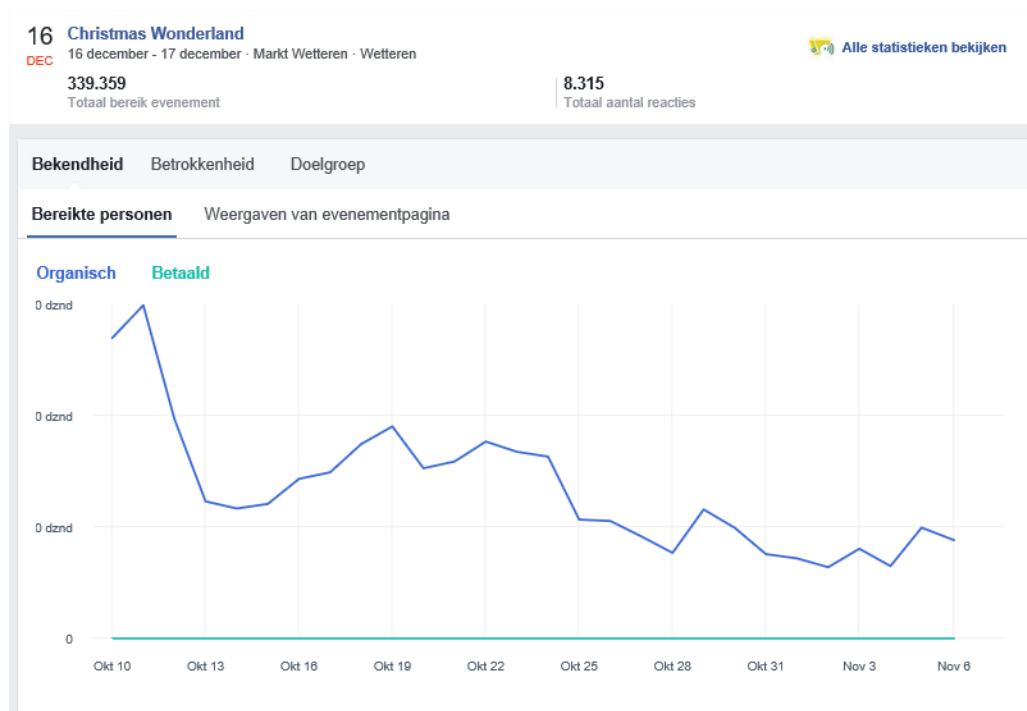 16 Christmas Wonderland
DEC 16 december - 17 december · Markt Wetteren · Wetteren
Alle statistieken bekijken
339.359 8.315
Totaal bereik evenement Totaal aantal reacties
Bekendheid Betrokkenheid Doelgroep
Bereikte personen Weergaven van evenementpagina
Organisch Betaald
0 dznd
0 dznd
0 dznd
0
Okt 10 Okt 13 Okt 16 Okt 19 Okt 22 Okt 25 Okt 28 Okt 31 Nov 3 Nov 6